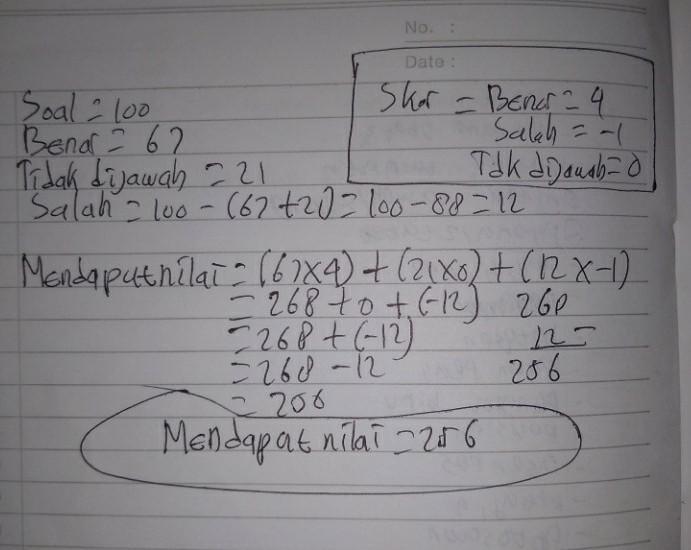 No. :
Date :
Skor = Benar = 4
Salah = -1
Tdk dijawab = 0
Soal = 100
Benar = 67
Tidak dijawab = 21
Salah = 100 - (67 + 21) = 100 - 88 = 12
Mendapat nilai = (67 x 4) + (21 x 0) + (12 x -1)
= 268 + 0 + (-12) 268
= 268 + (-12) 12 -
= 268 - 12 256
= 256
Mendapat nilai = 256